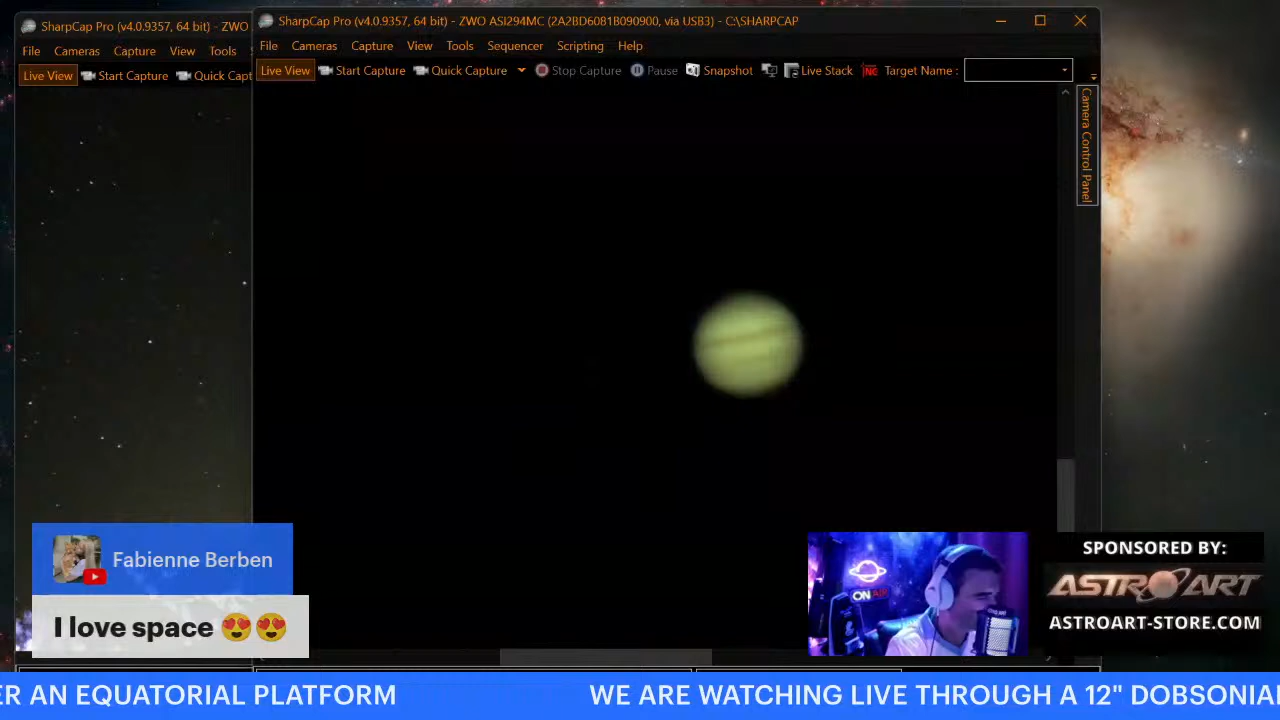 SharpCap Pro (v4.0.9357, 64 bit) - ZWO
File Cameras Capture View Tools
Live View Start Capture Quick Capt
SharpCap Pro (v4.0.9357, 64 bit) - ZWO ASI294MC (2A2BD6081B090900, via USB3) - C:\SHARPCAP
File Cameras Capture View Tools Sequencer Scripting Help
Live View Start Capture Quick Capture Stop Capture Pause Snapshot Live Stack Target Name :
Camera Control Panel
Fabienne Berben
I love space 😍😍
ON AIR
SPONSORED BY:
ASTROART
ASTROART-STORE.COM
ER AN EQUATORIAL PLATFORM WE ARE WATCHING LIVE THROUGH A 12" DOBSONIA